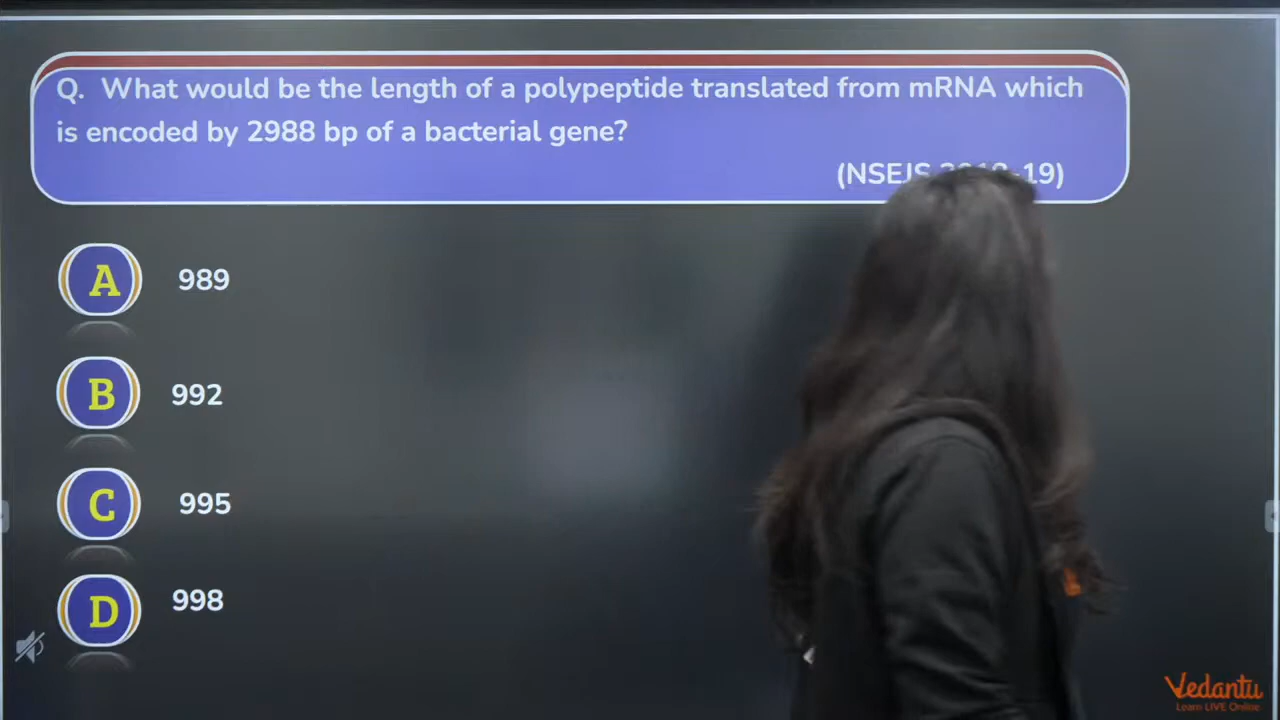 Q. What would be the length of a polypeptide translated from mRNA which
is encoded by 2988 bp of a bacterial gene?
(NSEJS -19)
A 989
B 992
C 995
D 998
Vedantu
Learn LIVE Online